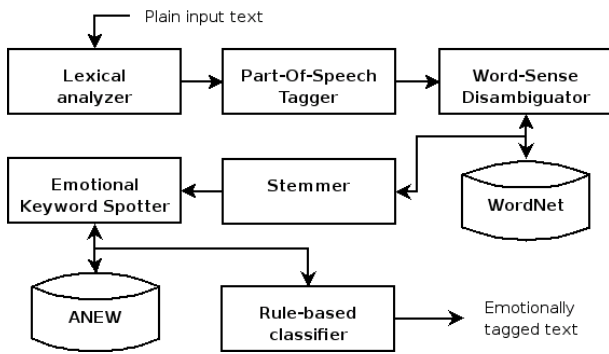 Plain input text
Lexical
analyzer
Part-Of-Speech
Tagger
Word-Sense
Disambiguator
Emotional
Keyword Spotter
Stemmer
WordNet
ANEW
Rule-based
classifier
Emotionally
tagged text